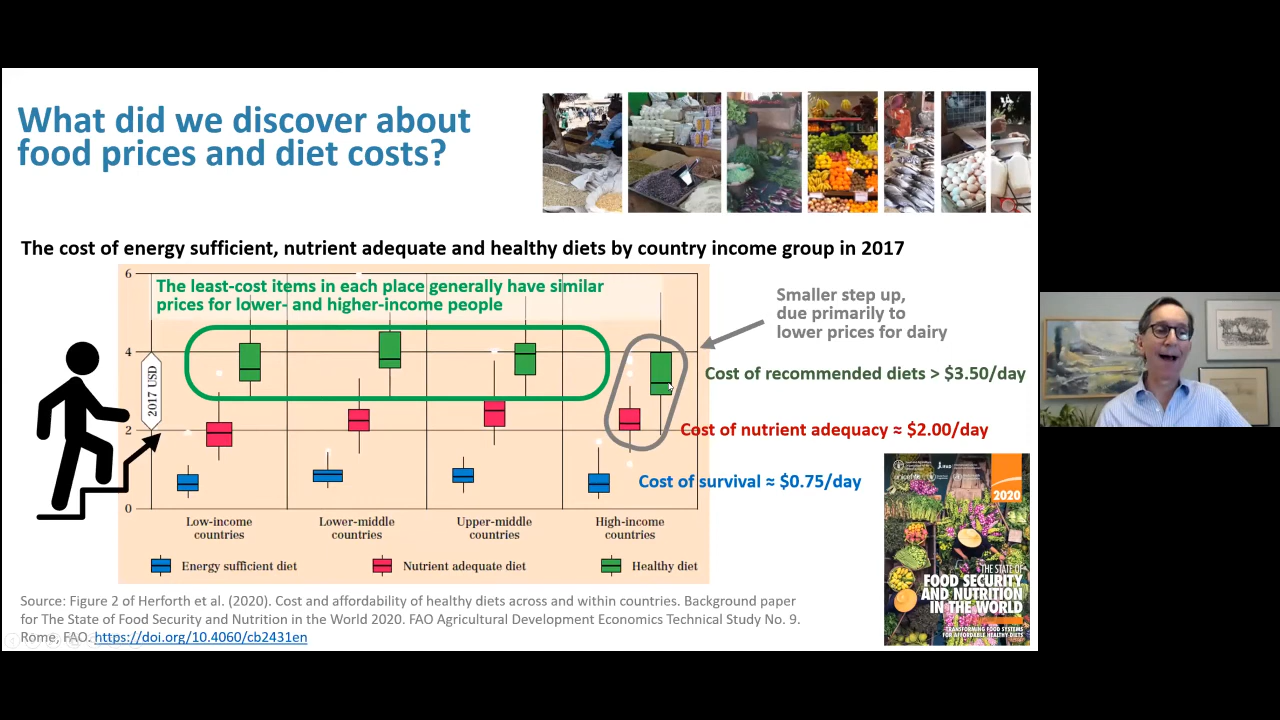 What did we discover about
food prices and diet costs?
The cost of energy sufficient, nutrient adequate and healthy diets by country income group in 2017
6
The least-cost items in each place generally have similar
prices for lower- and higher-income people
Smaller step up,
due primarily to
lower prices for dairy
4
2017 USD
Cost of recommended diets > $3.50/day
2
Cost of nutrient adequacy ≈ $2.00/day
Cost of survival ≈ $0.75/day
0
Low-income
countries
Lower-middle
countries
Upper-middle
countries
High-income
countries
Energy sufficient diet
Nutrient adequate diet
Healthy diet
2020
THE STATE OF
FOOD SECURITY
AND NUTRITION
IN THE WORLD
TRANSFORMING FOOD SYSTEMS
FOR AFFORDABLE HEALTHY DIETS
Source: Figure 2 of Herforth et al. (2020). Cost and affordability of healthy diets across and within countries. Background paper
for The State of Food Security and Nutrition in the World 2020. FAO Agricultural Development Economics Technical Study No. 9.
Rome, FAO. https://doi.org/10.4060/cb2431en